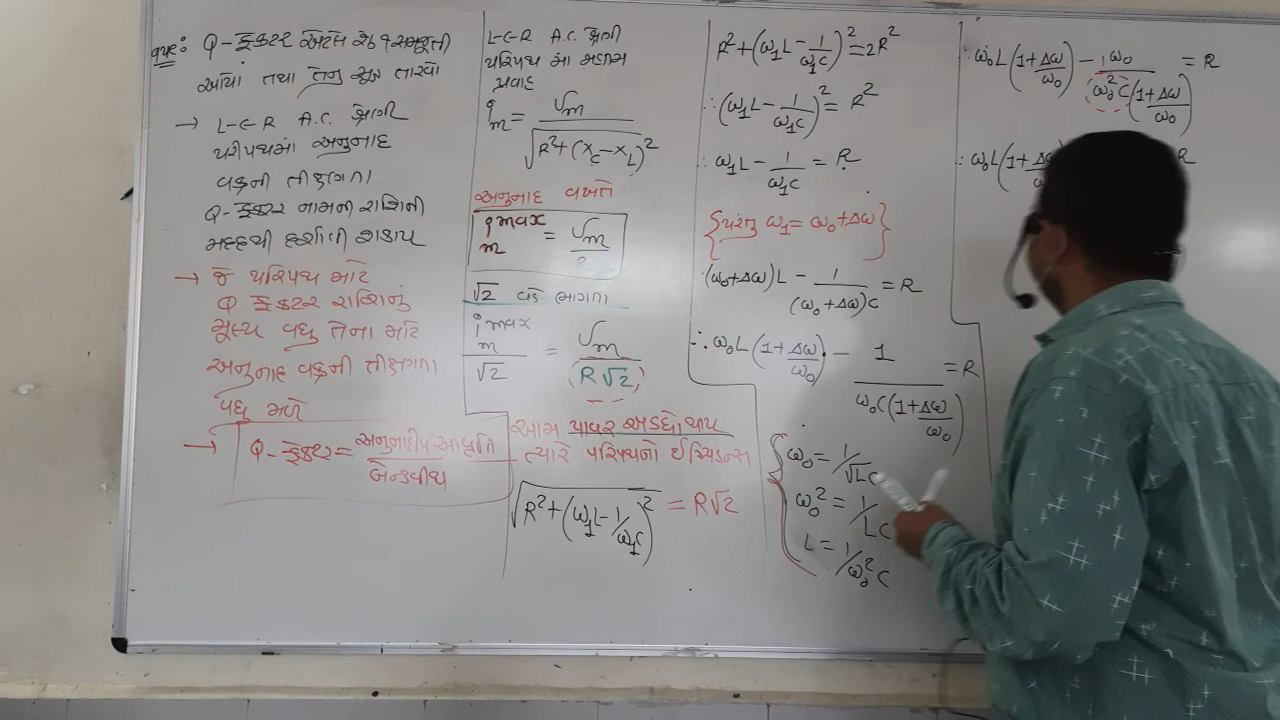 પ્રશ્ન: Q - ફેક્ટર એટલે શું ? સમજૂતી
આપો તથા તેનું સૂત્ર તારવો
→ L-C-R A.C. શ્રેણી
પરિપથમાં અનુનાદ
વક્રની તીક્ષ્ણતા
Q - ફેક્ટર નામની રાશિની
મદદથી દર્શાવી શકાય
→ જે પરિપથ માટે
Q ફેક્ટર રાશિનું
મૂલ્ય વધુ તેના માટે
અનુનાદ વક્રની તીક્ષ્ણતા
વધુ મળે
→ Q - ફેક્ટર = અનુનાદીય આવૃત્તિ / બેન્ડવીથ
L-C-R A.C. શ્રેણી
પરિપથ માં મહત્તમ
પ્રવાહ
i_m = v_m / √(R² + (X_C - X_L)²)
અનુનાદ વખતે
i_m^max = v_m /
√2 વડે ભાગતા
i_m^max / √2 = v_m / (R√2)
આમ પાવર અડધો થાય
ત્યારે પરિપથનો ઈમ્પિડન્સ
√(R² + (ω₁L - 1/ω₁C)²) = R√2
R² + (ω₁L - 1/ω₁C)² = 2R²
∴ (ω₁L - 1/ω₁C)² = R²
∴ ω₁L - 1/ω₁C = R
{પરંતુ ω₁ = ω₀ + Δω}
(ω₀ + Δω)L - 1/(ω₀ + Δω)C = R
∴ ω₀L (1 + Δω/ω₀) - 1 / ω₀C (1 + Δω/ω₀) = R
{ω₀ = 1/√LC
ω₀² = 1/LC
L = 1/ω₀²C
∴ ω₀L (1 + Δω/ω₀) - 1ω₀ / ω₀²C (1 + Δω/ω₀) = R
∴ ω₀L (1 + Δω R